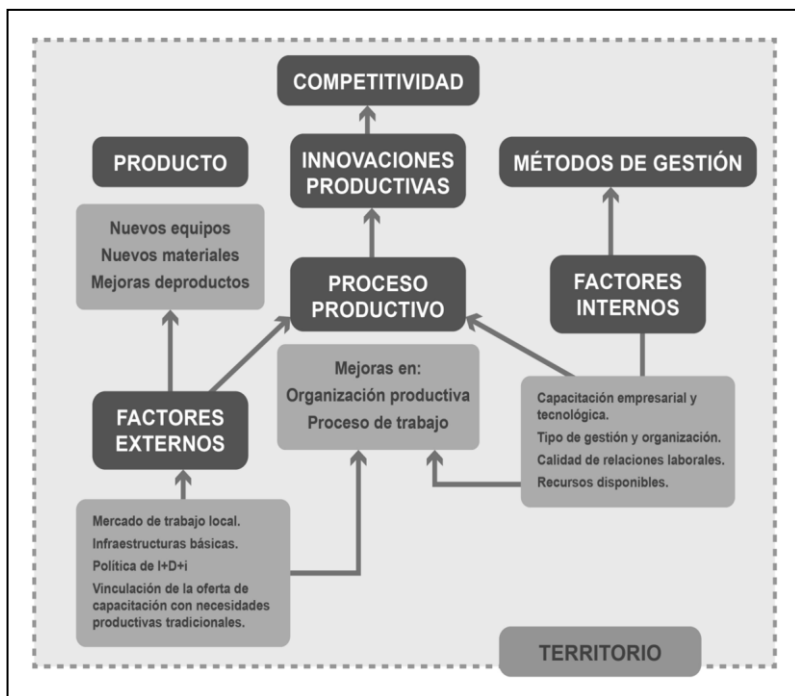 COMPETITIVIDAD
PRODUCTO
INNOVACIONES
PRODUCTIVAS
MÉTODOS DE GESTIÓN
Nuevos equipos
Nuevos materiales
Mejoras deproductos
PROCESO
PRODUCTIVO
FACTORES
INTERNOS
FACTORES
EXTERNOS
Mejoras en:
Organización productiva
Proceso de trabajo
Capacitación empresarial y
tecnológica.
Tipo de gestión y organización.
Calidad de relaciones laborales.
Recursos disponibles.
Mercado de trabajo local.
Infraestructuras básicas.
Política de I+D+i
Vinculación de la oferta de
capacitación con necesidades
productivas tradicionales.
TERRITORIO